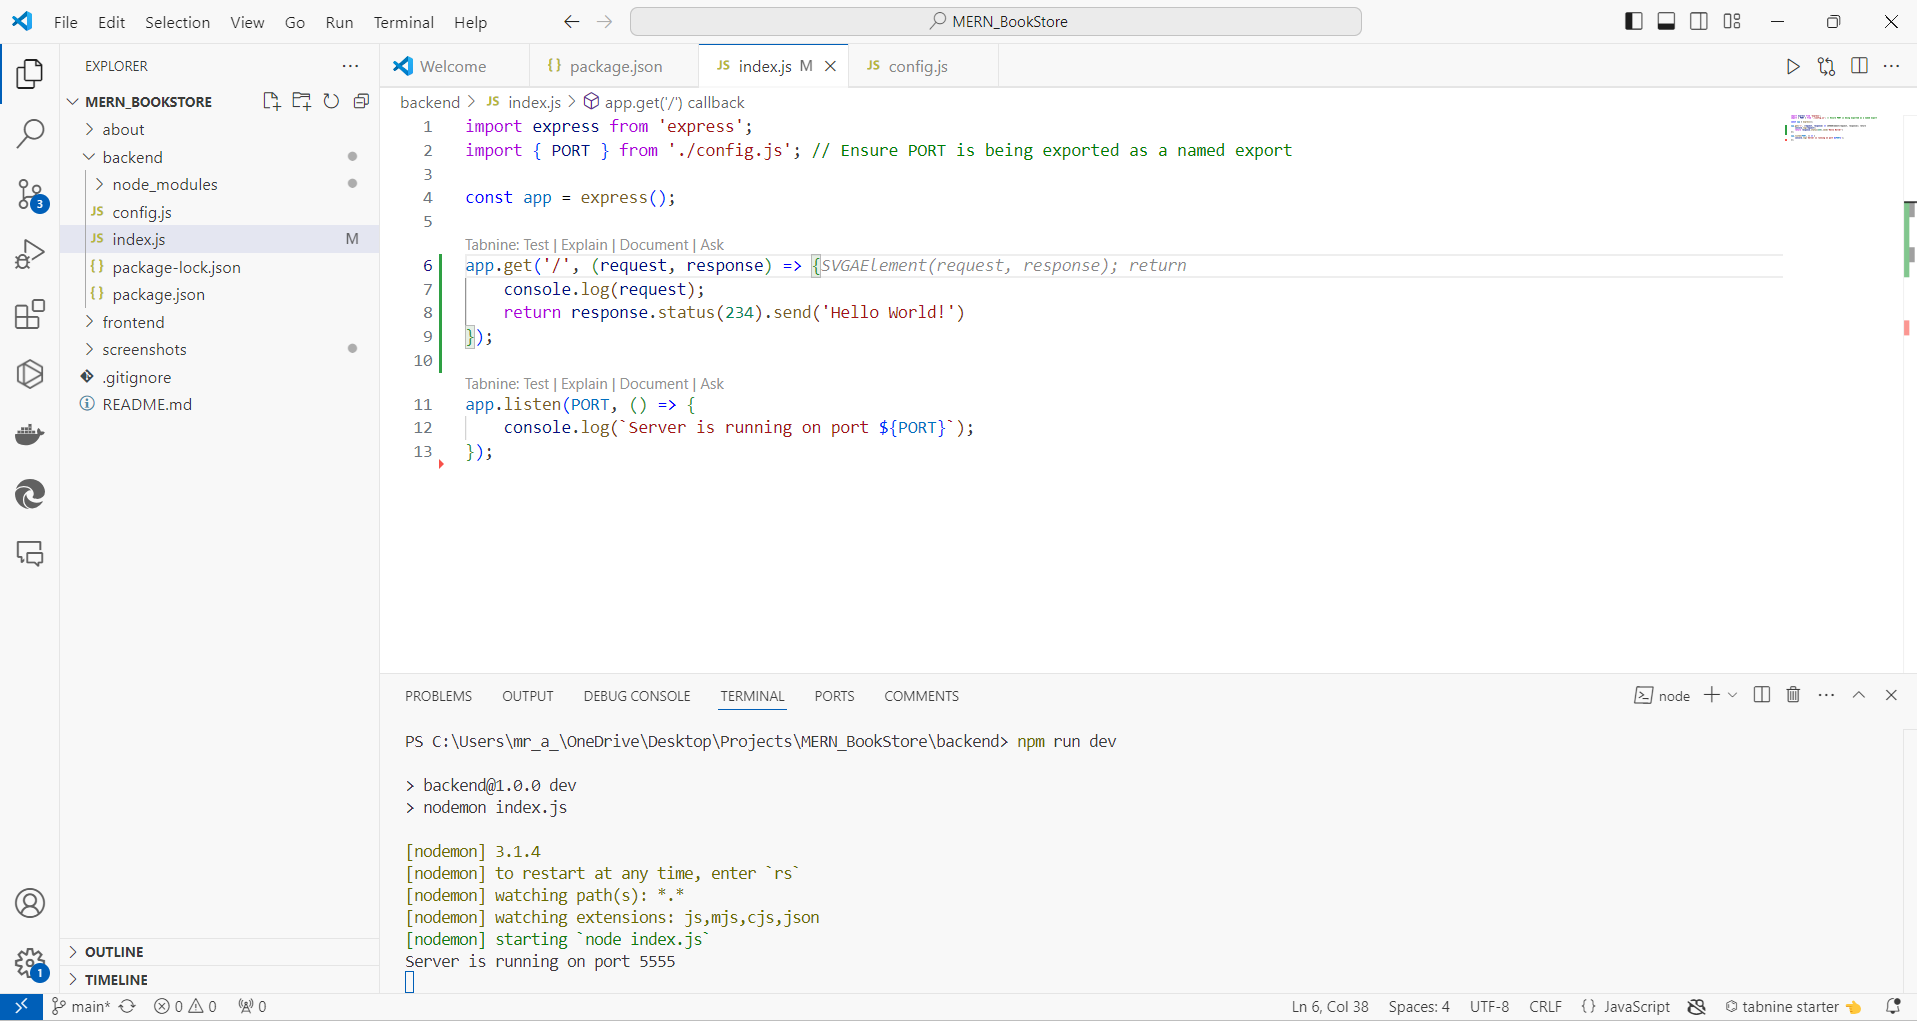 File Edit Selection View Go Run Terminal Help
MERN_BookStore
EXPLORER
MERN_BOOKSTORE
about
backend
node_modules
JS config.js
JS index.js M
{} package-lock.json
{} package.json
frontend
screenshots
.gitignore
README.md
OUTLINE
TIMELINE
3
1
Welcome
{} package.json
JS index.js M
JS config.js
backend > JS index.js > app.get('/') callback
1 import express from 'express';
2 import { PORT } from './config.js'; // Ensure PORT is being exported as a named export
3
4 const app = express();
5
Tabnine: Test | Explain | Document | Ask
6 app.get('/', (request, response) => {SVGAElement(request, response); return
7 console.log(request);
8 return response.status(234).send('Hello World!')
9 });
10
Tabnine: Test | Explain | Document | Ask
11 app.listen(PORT, () => {
12 console.log(`Server is running on port ${PORT}`);
13 });
PROBLEMS OUTPUT DEBUG CONSOLE TERMINAL PORTS COMMENTS
node
PS C:\Users\mr_a_\OneDrive\Desktop\Projects\MERN_BookStore\backend> npm run dev
> backend@1.0.0 dev
> nodemon index.js
[nodemon] 3.1.4
[nodemon] to restart at any time, enter `rs`
[nodemon] watching path(s): *.*
[nodemon] watching extensions: js,mjs,cjs,json
[nodemon] starting `node index.js`
Server is running on port 5555
main* 0 0 0
Ln 6, Col 38 Spaces: 4 UTF-8 CRLF {} JavaScript tabnine starter